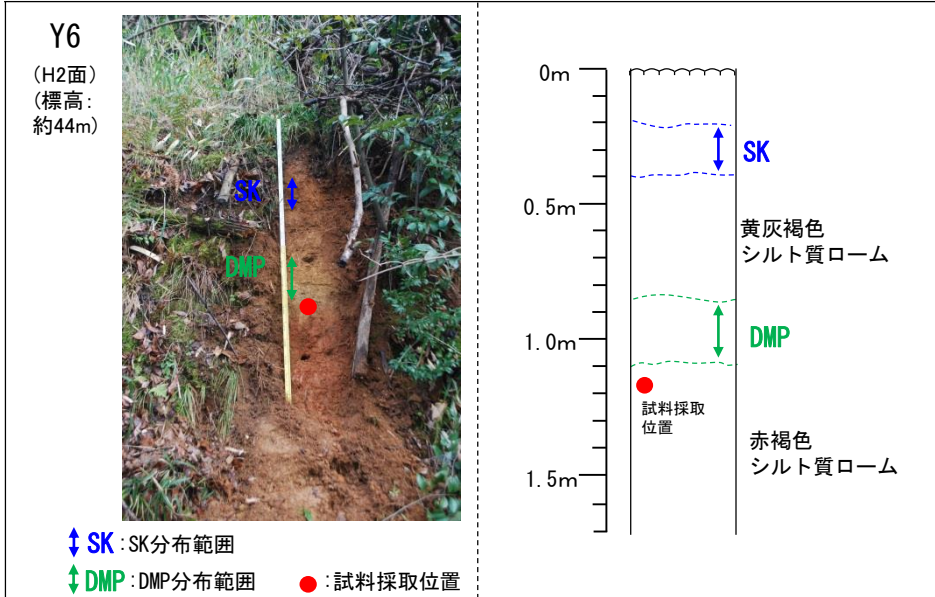 Y6
(H2面)
(標高:
約44m)
SK
DMP
SK:SK分布範囲
DMP:DMP分布範囲
:試料採取位置
0m
0.5m
1.0m
1.5m
SK
黄灰褐色
シルト質ローム
DMP
試料採取
位置
赤褐色
シルト質ローム